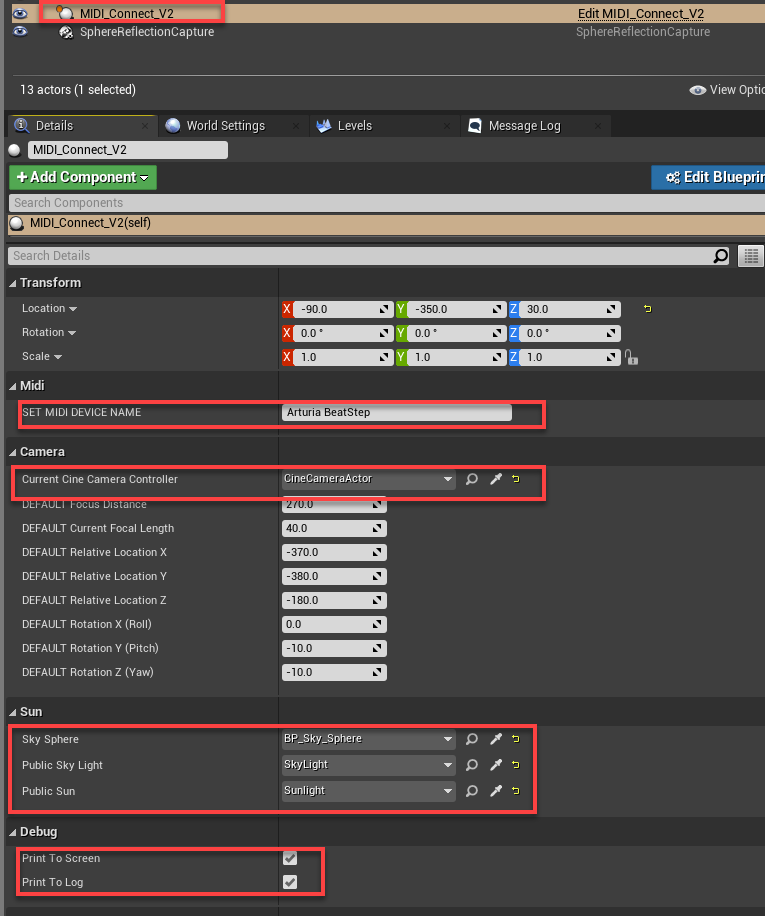 MIDI_Connect_V2 Edit MIDI_Connect_V2
SphereReflectionCapture SphereReflectionCapture
13 actors (1 selected) View Optio
Details World Settings Levels Message Log
MIDI_Connect_V2
+ Add Component Edit Blueprin
Search Components
MIDI_Connect_V2(self)
Search Details
Transform
Location X -90.0 Y -350.0 Z 30.0
Rotation X 0.0 ° Y 0.0 ° Z 0.0 °
Scale X 1.0 Y 1.0 Z 1.0
Midi
SET MIDI DEVICE NAME Arturia BeatStep
Camera
Current Cine Camera Controller CineCameraActor
DEFAULT Focus Distance 270.0
DEFAULT Current Focal Length 40.0
DEFAULT Relative Location X -370.0
DEFAULT Relative Location Y -380.0
DEFAULT Relative Location Z -180.0
DEFAULT Rotation X (Roll) 0.0
DEFAULT Rotation Y (Pitch) -10.0
DEFAULT Rotation Z (Yaw) -10.0
Sun
Sky Sphere BP_Sky_Sphere
Public Sky Light SkyLight
Public Sun Sunlight
Debug
Print To Screen
Print To Log